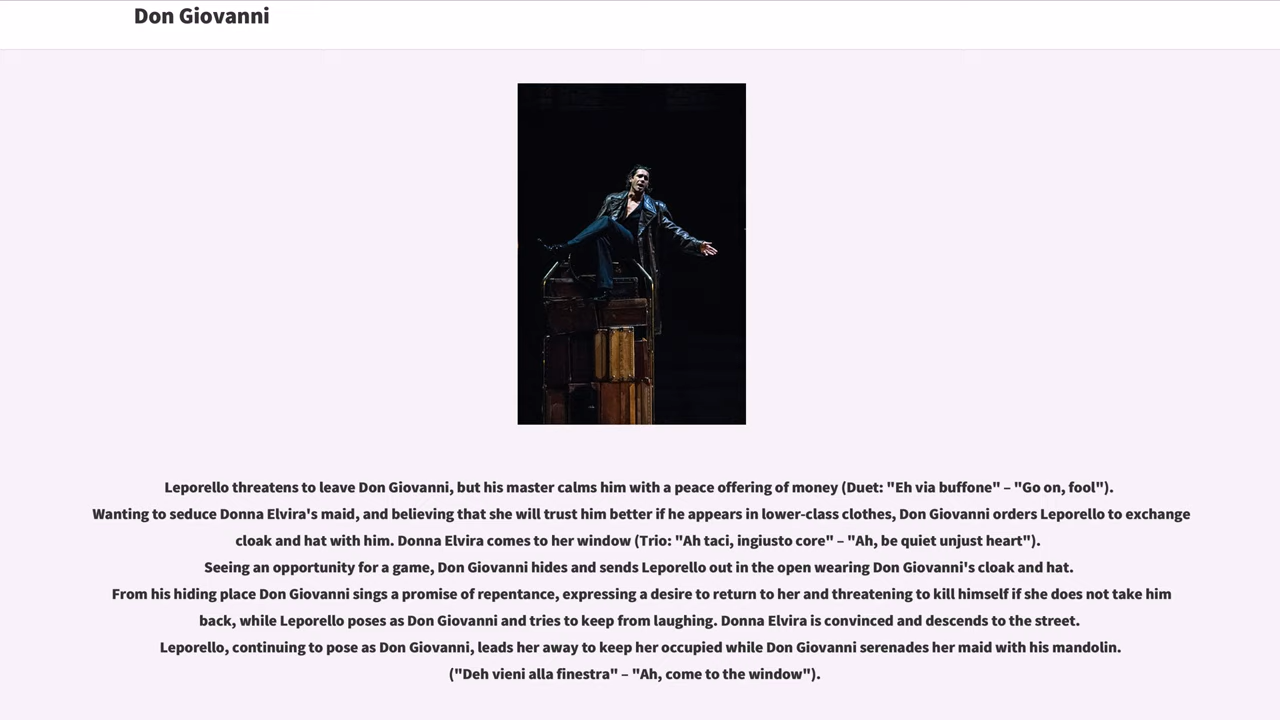 Don Giovanni
Leporello threatens to leave Don Giovanni, but his master calms him with a peace offering of money (Duet: "Eh via buffone" – "Go on, fool").
Wanting to seduce Donna Elvira's maid, and believing that she will trust him better if he appears in lower-class clothes, Don Giovanni orders Leporello to exchange
cloak and hat with him. Donna Elvira comes to her window (Trio: "Ah taci, ingiusto core" – "Ah, be quiet unjust heart").
Seeing an opportunity for a game, Don Giovanni hides and sends Leporello out in the open wearing Don Giovanni's cloak and hat.
From his hiding place Don Giovanni sings a promise of repentance, expressing a desire to return to her and threatening to kill himself if she does not take him
back, while Leporello poses as Don Giovanni and tries to keep from laughing. Donna Elvira is convinced and descends to the street.
Leporello, continuing to pose as Don Giovanni, leads her away to keep her occupied while Don Giovanni serenades her maid with his mandolin.
("Deh vieni alla finestra" – "Ah, come to the window").